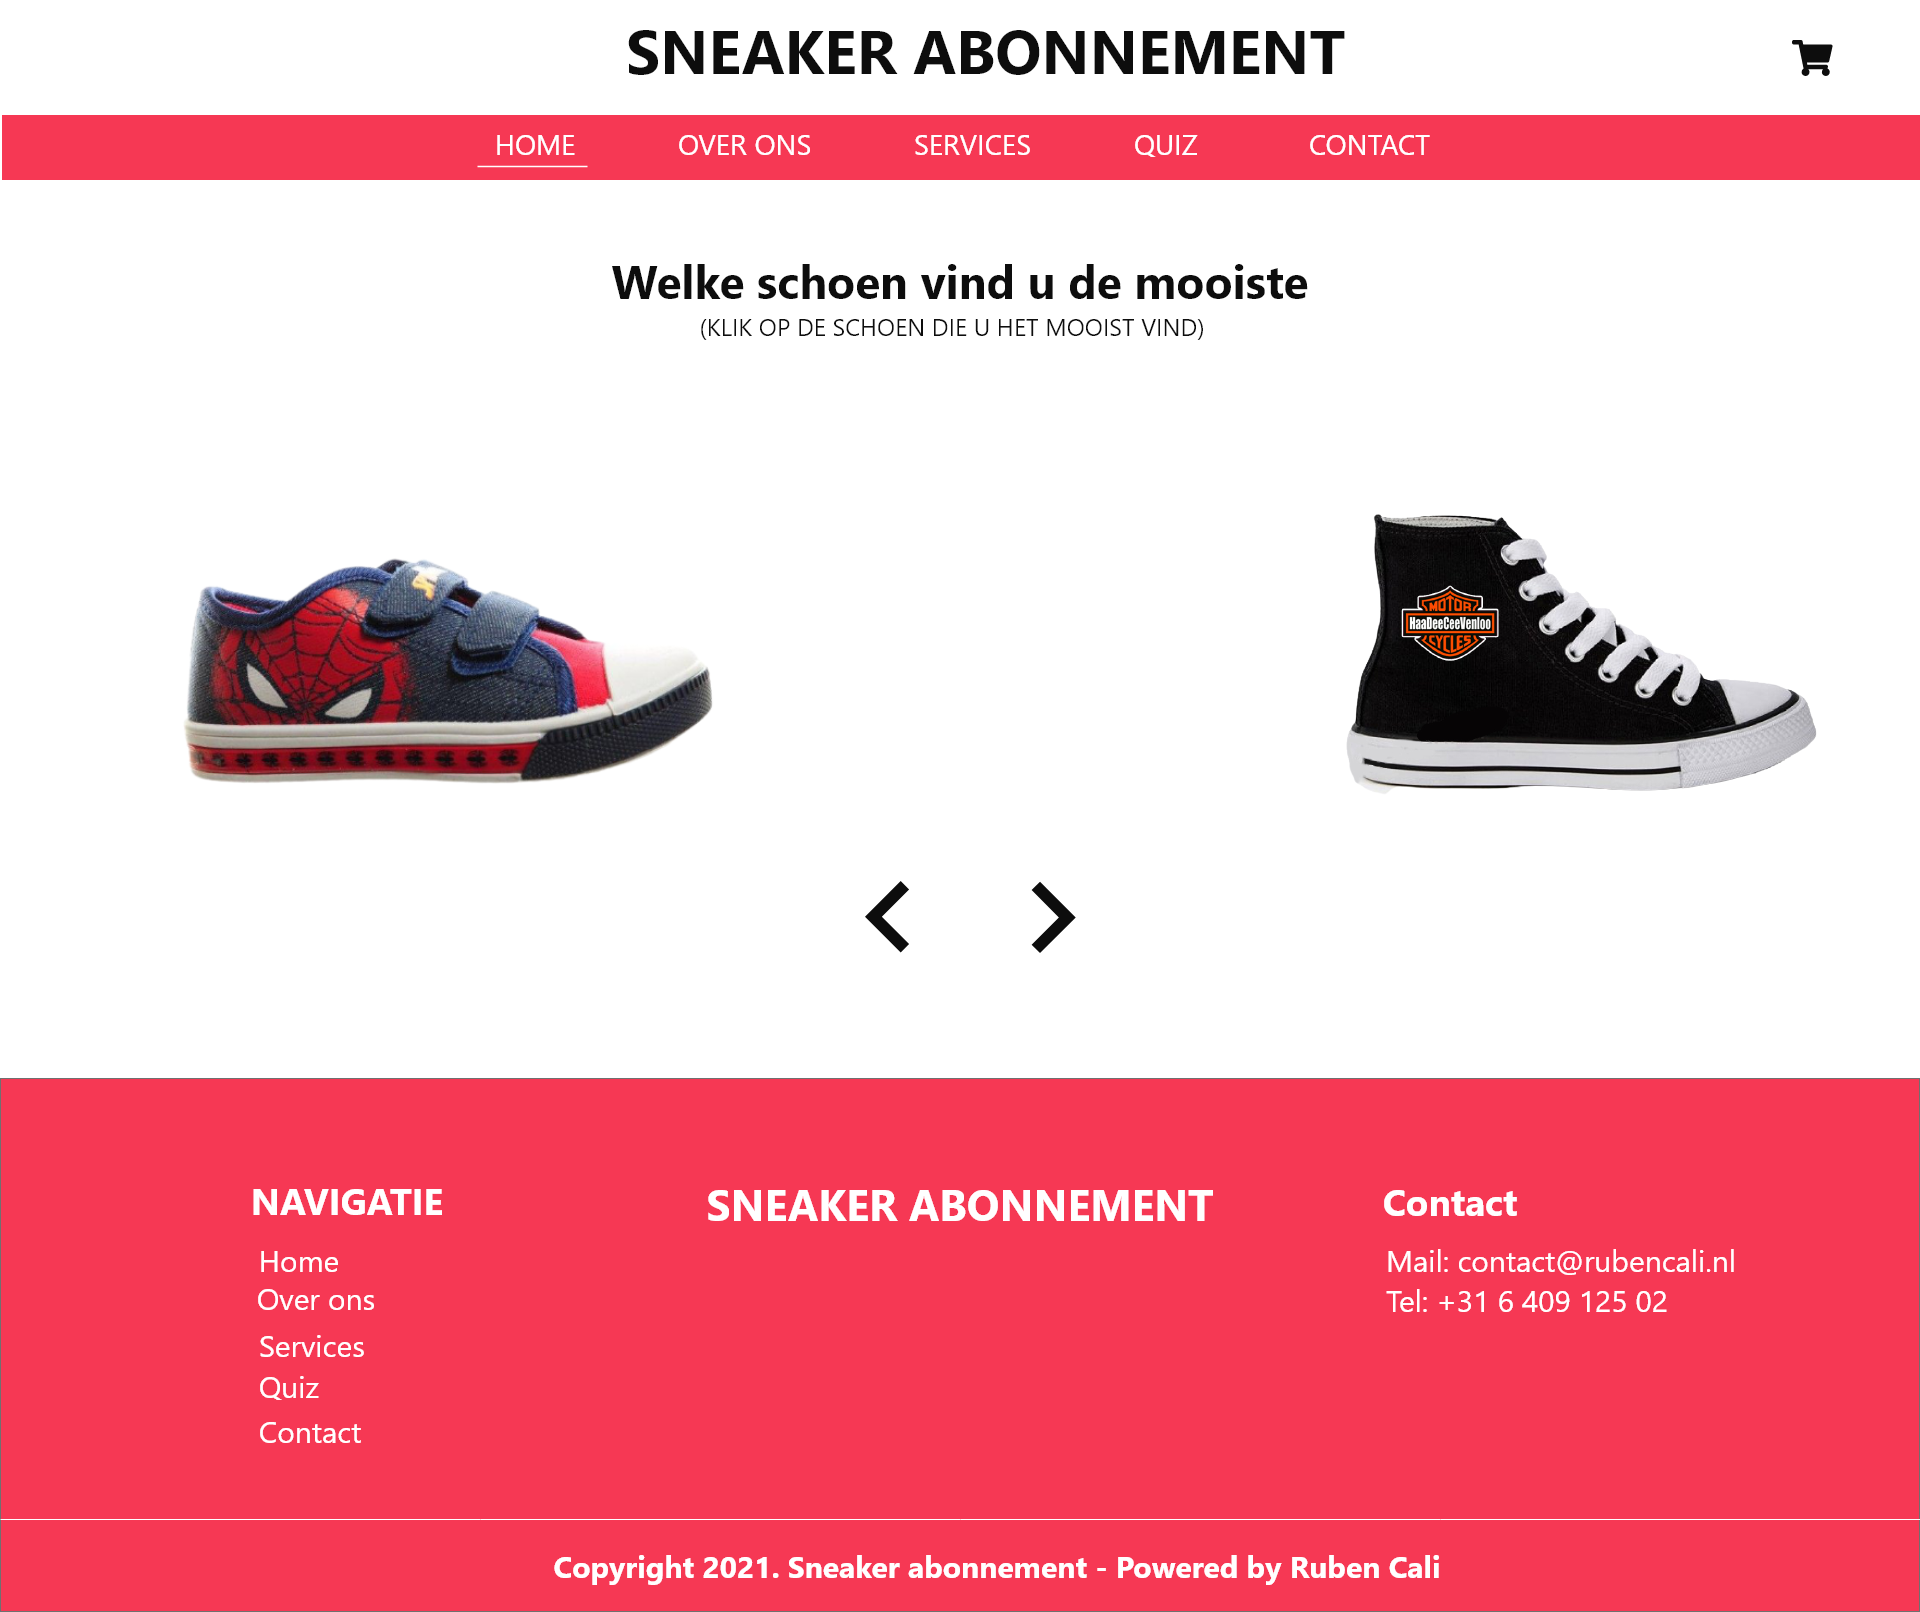 SNEAKER ABONNEMENT
HOME OVER ONS SERVICES QUIZ CONTACT
Welke schoen vind u de mooiste
(KLIK OP DE SCHOEN DIE U HET MOOIST VIND)
MOTOR
HaaDeeCeeVenloo
CYCLES
NAVIGATIE
Home
Over ons
Services
Quiz
Contact
SNEAKER ABONNEMENT
Contact
Mail: contact@rubencali.nl
Tel: +31 6 409 125 02
Copyright 2021. Sneaker abonnement - Powered by Ruben Cali